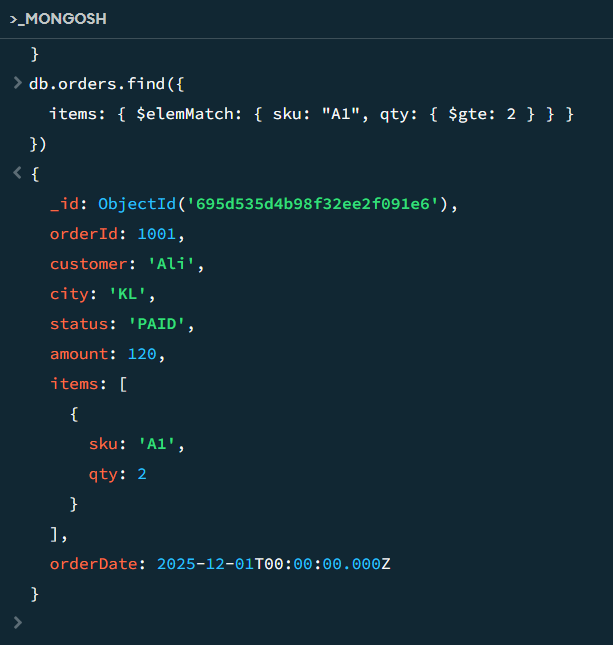 >_MONGOSH
}
> db.orders.find({
items: { $elemMatch: { sku: "A1", qty: { $gte: 2 } } }
})
< {
_id: ObjectId('695d535d4b98f32ee2f091e6'),
orderId: 1001,
customer: 'Ali',
city: 'KL',
status: 'PAID',
amount: 120,
items: [
{
sku: 'A1',
qty: 2
}
],
orderDate: 2025-12-01T00:00:00.000Z
}
>